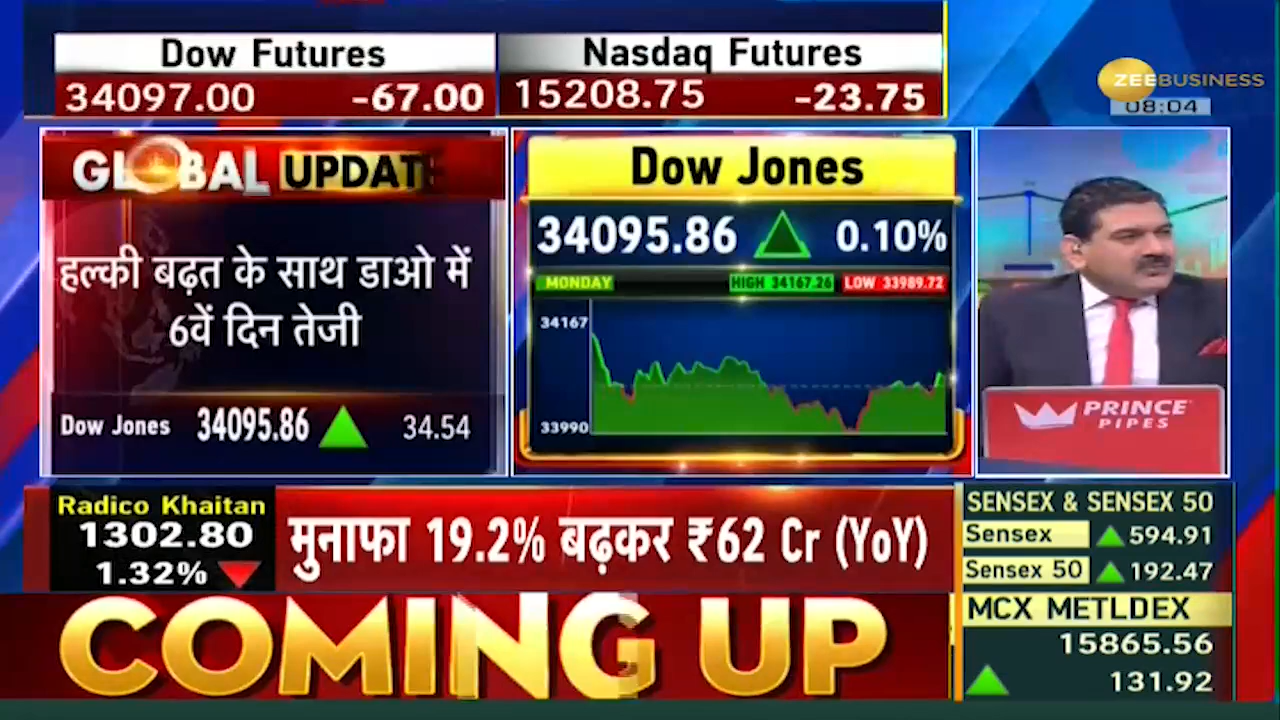 Dow Futures
34097.00 -67.00
Nasdaq Futures
15208.75 -23.75
ZEEBUSINESS
08:04
GLOBAL UPDATE
हल्की बढ़त के साथ डाओ में
6वें दिन तेजी
Dow Jones 34095.86 34.54
Dow Jones
34095.86 0.10%
MONDAY HIGH 34167.26 LOW 33989.72
34167
33990
PRINCE
PIPES
Radico Khaitan
1302.80
1.32%
मुनाफा 19.2% बढ़कर ₹62 Cr (YoY)
COMING UP
SENSEX & SENSEX 50
Sensex 594.91
Sensex 50 192.47
MCX METLDEX
15865.56
131.92